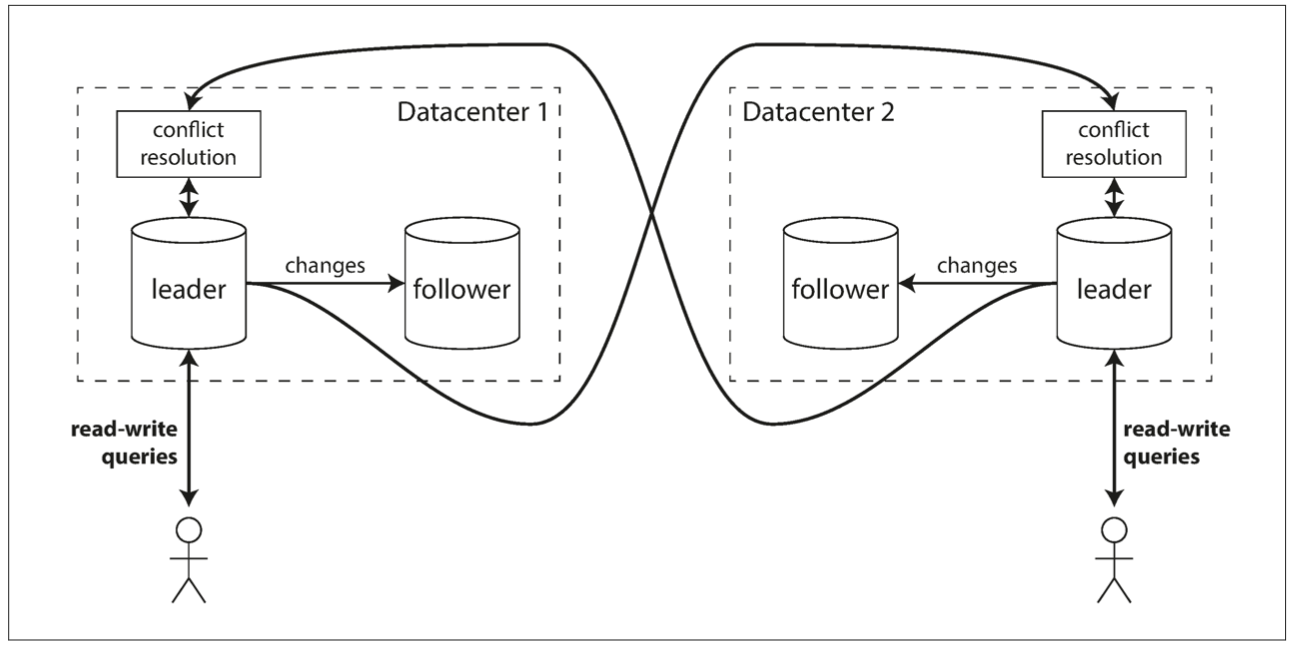 Datacenter 1
conflict
resolution
leader
changes
follower
read-write
queries
Datacenter 2
conflict
resolution
follower
changes
leader
read-write
queries